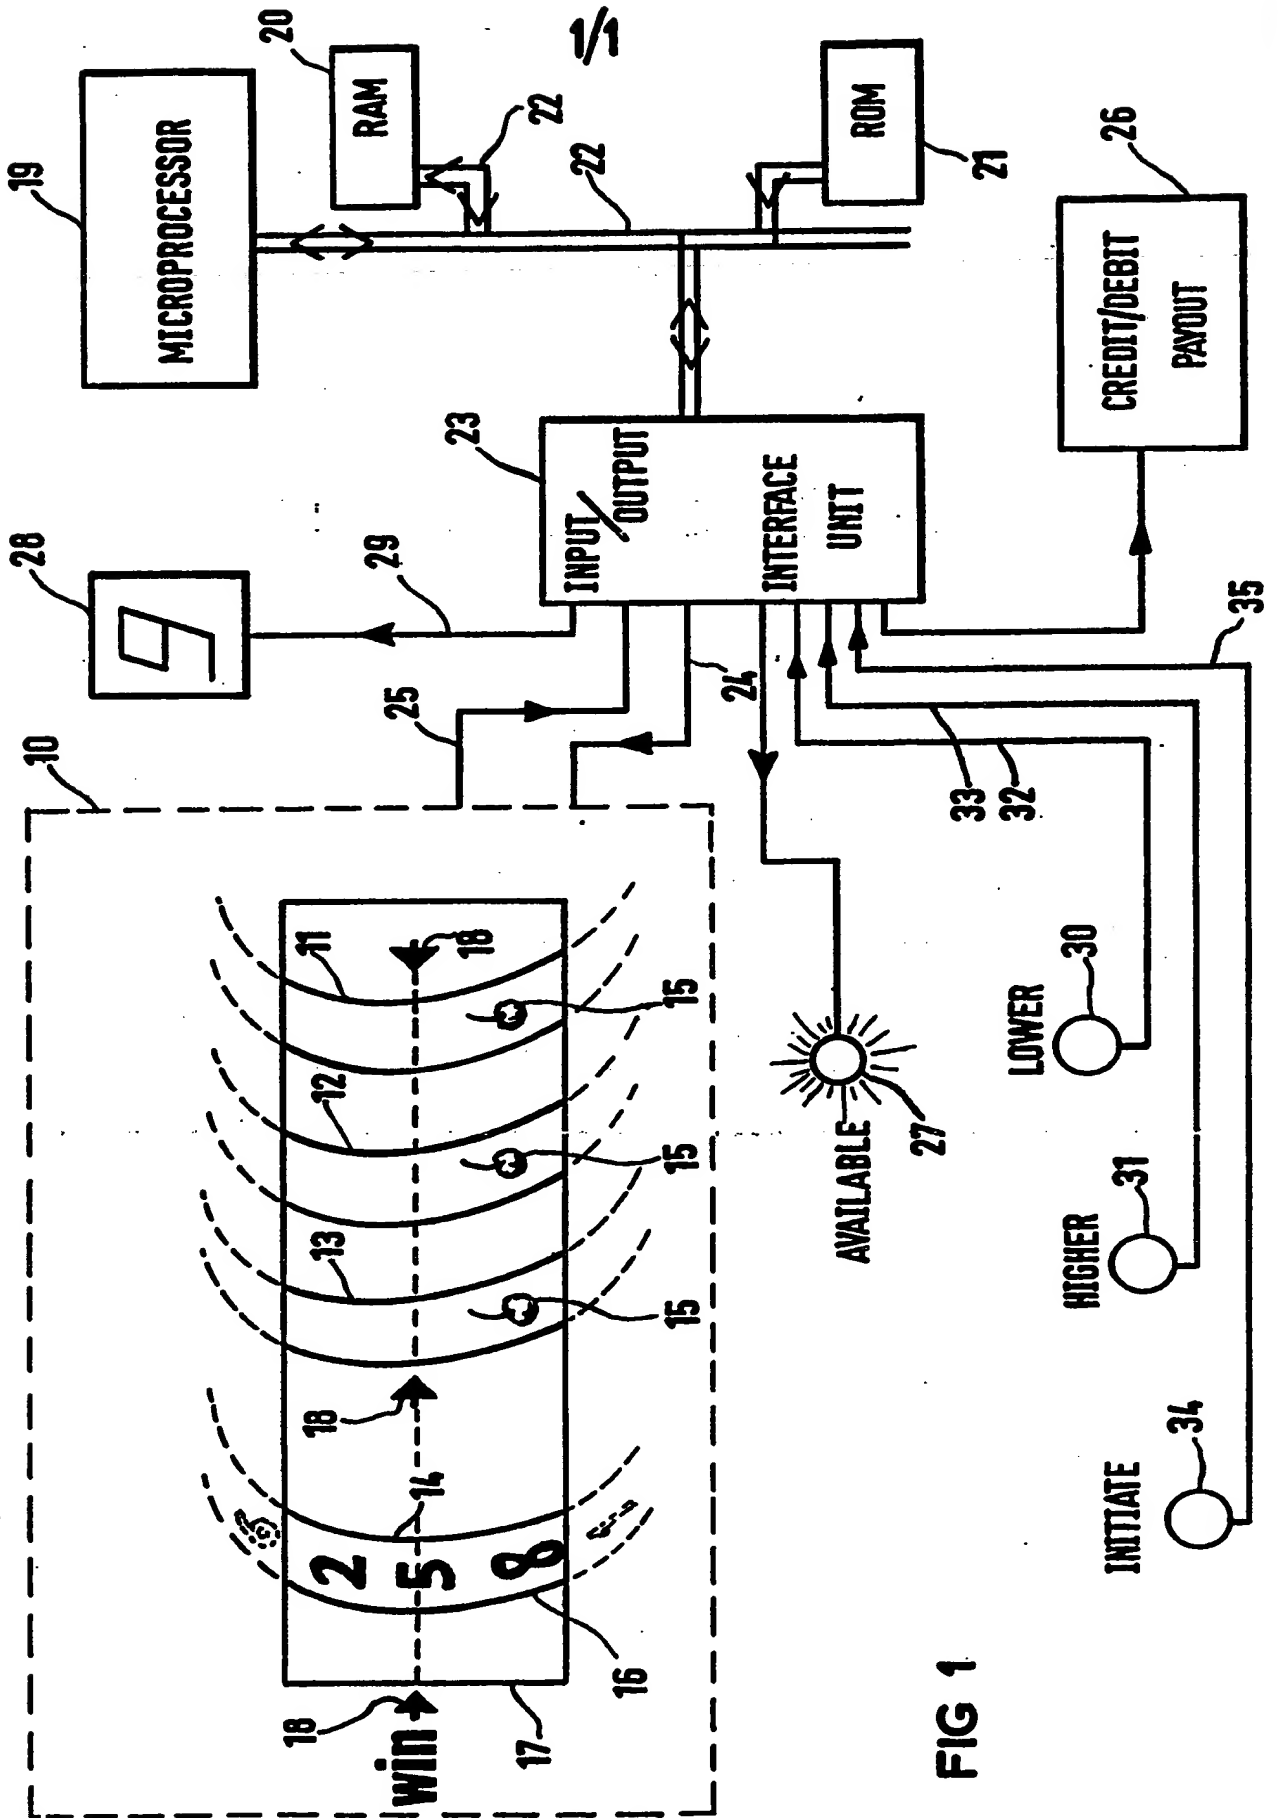 1/1
10
28
19
20
9
MICROPROCESSOR
RAM
22
22
ROM
21
26
CREDIT/DEBIT
PAYOUT
23
INPUT
/
OUTPUT
INTERFACE
UNIT
29
25
24
11
12
13
14
15
15
15
16
17
18
18
18
win
2
5
8
AVAILABLE
27
33
32
35
LOWER
30
HIGHER
31
INITIATE
34
FIG 1